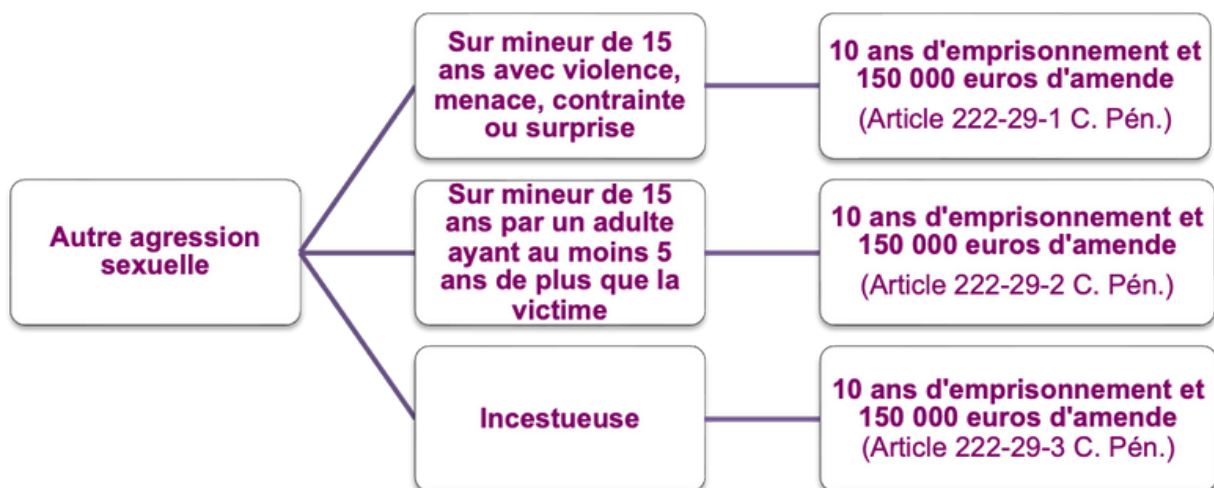 Autre agression
sexuelle
Sur mineur de 15
ans avec violence,
menace, contrainte
ou surprise
10 ans d'emprisonnement et
150 000 euros d'amende
(Article 222-29-1 C. Pén.)
Sur mineur de 15
ans par un adulte
ayant au moins 5
ans de plus que la
victime
10 ans d'emprisonnement et
150 000 euros d'amende
(Article 222-29-2 C. Pén.)
Incestueuse
10 ans d'emprisonnement et
150 000 euros d'amende
(Article 222-29-3 C. Pén.)